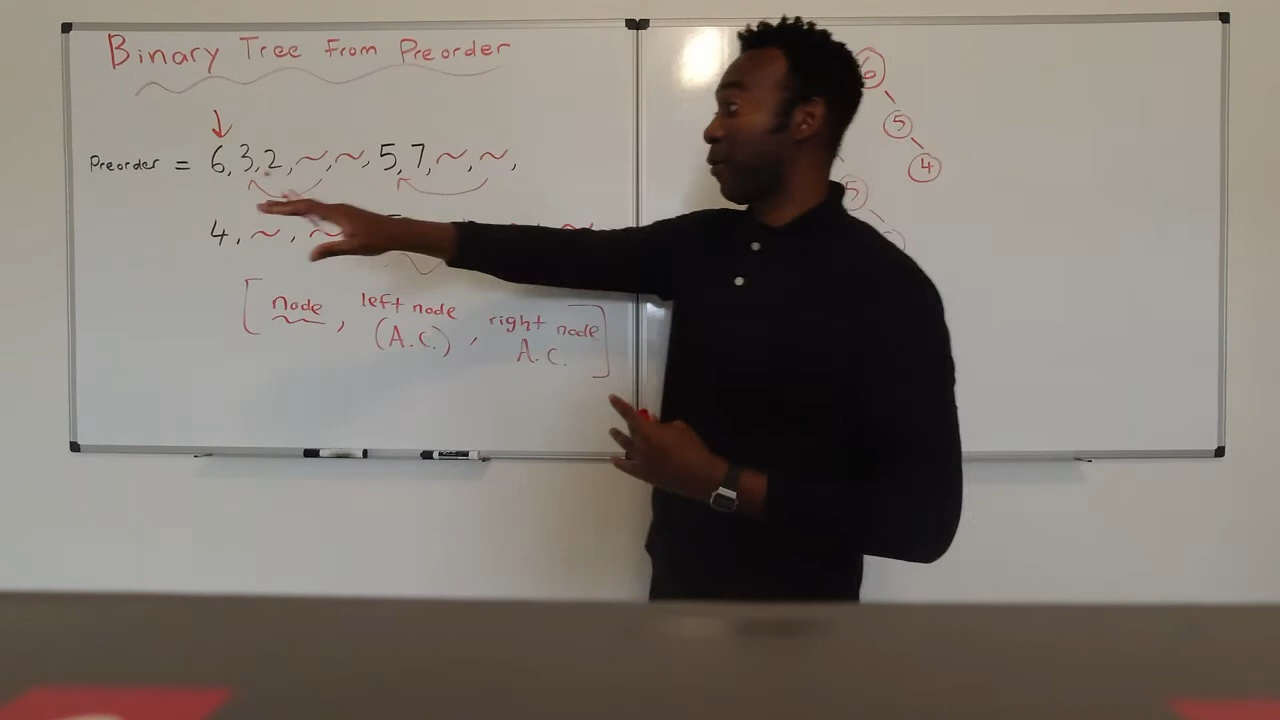 Binary Tree From Preorder
Preorder = 6,3,2,~,~,5,7,~,~,
4,~,~
[node, left node (A.C.), right node A.C.]
6
5
4
5